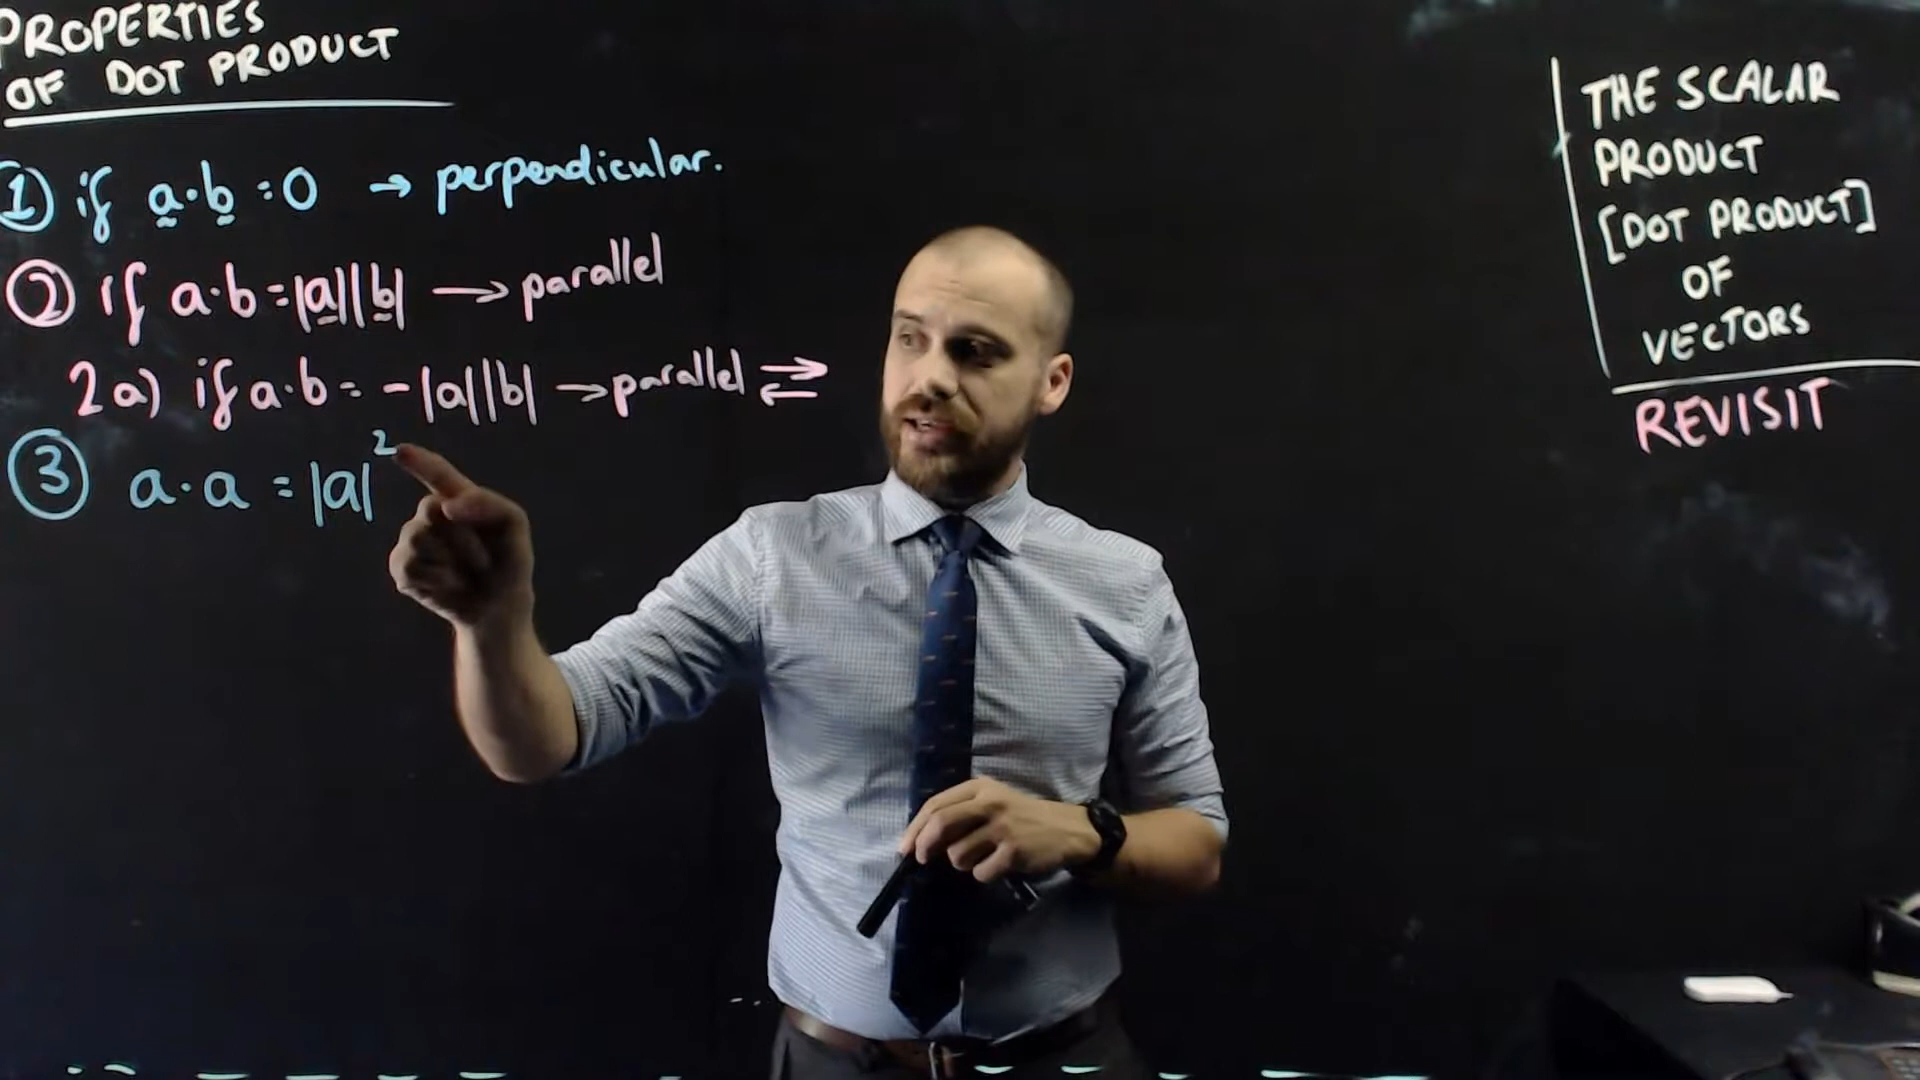 PROPERTIES
OF DOT PRODUCT
① if a·b=0 → perpendicular.
② if a·b=|a||b| → parallel
2a) if a·b= -|a||b| → parallel ⇄
③ a·a = |a|²
THE SCALAR
PRODUCT
[DOT PRODUCT]
OF
VECTORS
REVISIT